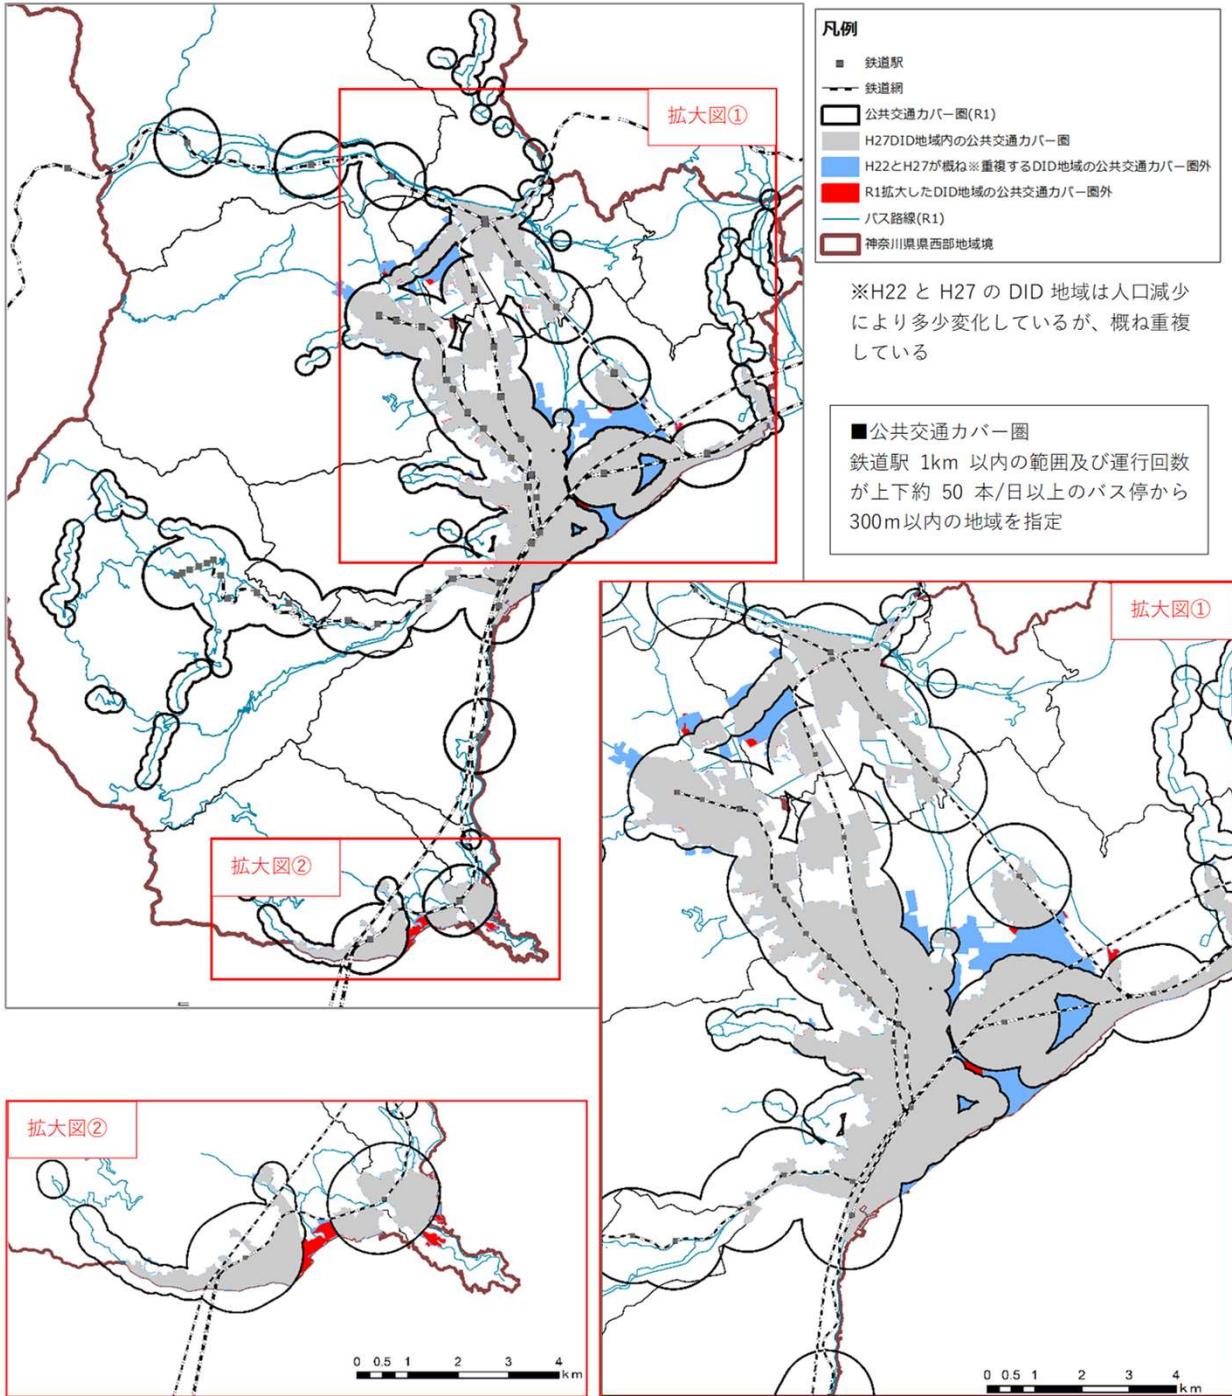 拡大図①
凡例
鉄道駅
鉄道網
公共交通カバー圏(R1)
H27DID地域内の公共交通カバー圏
H22とH27が概ね※重複するDID地域の公共交通カバー圏外
R1拡大したDID地域の公共交通カバー圏外
バス路線(R1)
神奈川県県西部地域境
※H22 と H27 の DID 地域は人口減少
により多少変化しているが、概ね重複
している
■公共交通カバー圏
鉄道駅 1km 以内の範囲及び運行回数
が上下約 50 本/日以上のバス停から
300m以内の地域を指定
拡大図②
拡大図①
拡大図②
0 0.5 1 2 3 4
km
0 0.5 1 2 3 4
km